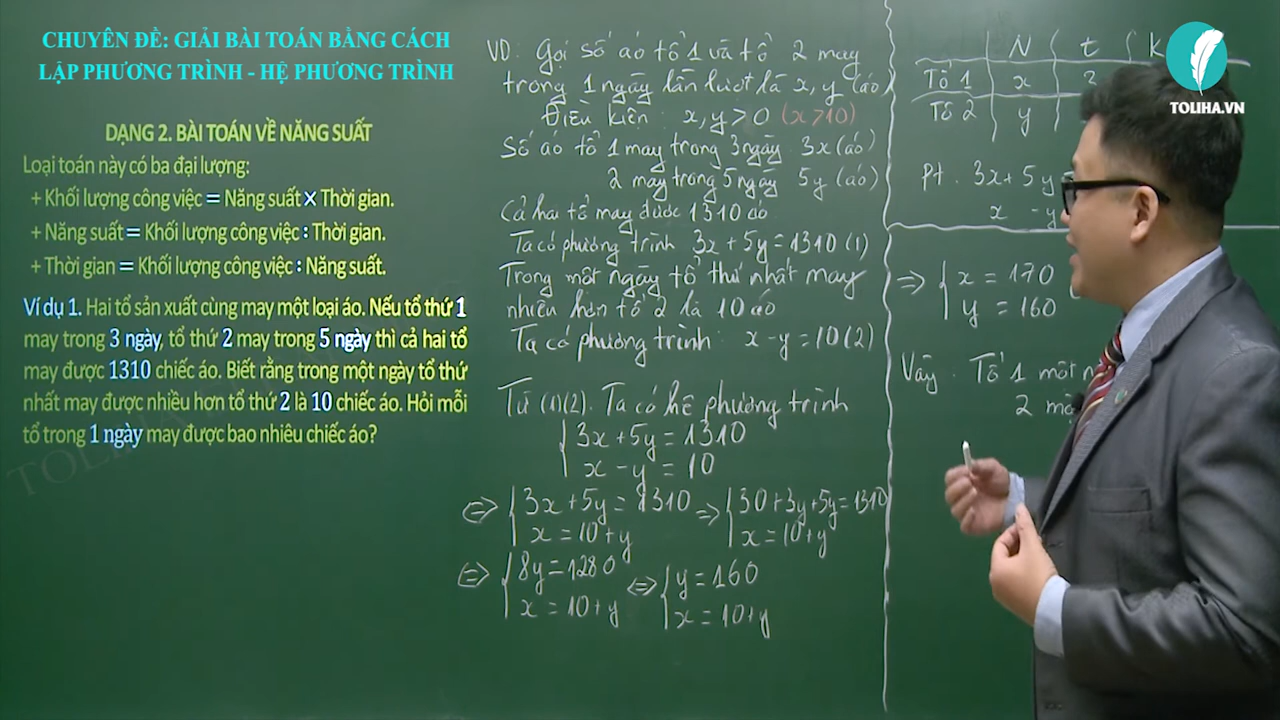 CHUYÊN ĐỀ: GIẢI BÀI TOÁN BẰNG CÁCH
LẬP PHƯƠNG TRÌNH - HỆ PHƯƠNG TRÌNH
DẠNG 2. BÀI TOÁN VỀ NĂNG SUẤT
Loại toán này có ba đại lượng:
+ Khối lượng công việc = Năng suất × Thời gian.
+ Năng suất = Khối lượng công việc : Thời gian.
+ Thời gian = Khối lượng công việc : Năng suất.
Ví dụ 1. Hai tổ sản xuất cùng may một loại áo. Nếu tổ thứ 1
may trong 3 ngày, tổ thứ 2 may trong 5 ngày thì cả hai tổ
may được 1310 chiếc áo. Biết rằng trong một ngày tổ thứ
nhất may được nhiều hơn tổ thứ 2 là 10 chiếc áo. Hỏi mỗi
tổ trong 1 ngày may được bao nhiêu chiếc áo?
VD: Gọi số áo tổ 1 và tổ 2 may
trong 1 ngày lần lượt là x, y (áo)
Điều kiện: x, y > 0 (x > 10)
Số áo tổ 1 may trong 3 ngày 3x (áo)
2 may trong 5 ngày 5y (áo)
Cả hai tổ may được 1310 áo
Ta có phương trình 3x + 5y = 1310 (1)
Trong một ngày tổ thứ nhất may
nhiều hơn tổ 2 là 10 áo
Ta có phương trình: x - y = 10 (2)
Từ (1)(2). Ta có hệ phương trình
3x + 5y = 1310
x - y = 10
⇔ 3x + 5y = 1310 ⇒ 30 + 3y + 5y = 1310
x = 10 + y x = 10 + y
⇔ 8y = 1280 ⇔ y = 160
x = 10 + y x = 10 + y
N t K
Tổ 1 x 3
Tổ 2 y
Pt. 3x + 5y
x - y
⇒ x = 170
y = 160
Vậy. Tổ 1 một
2
TOLIHA.VN